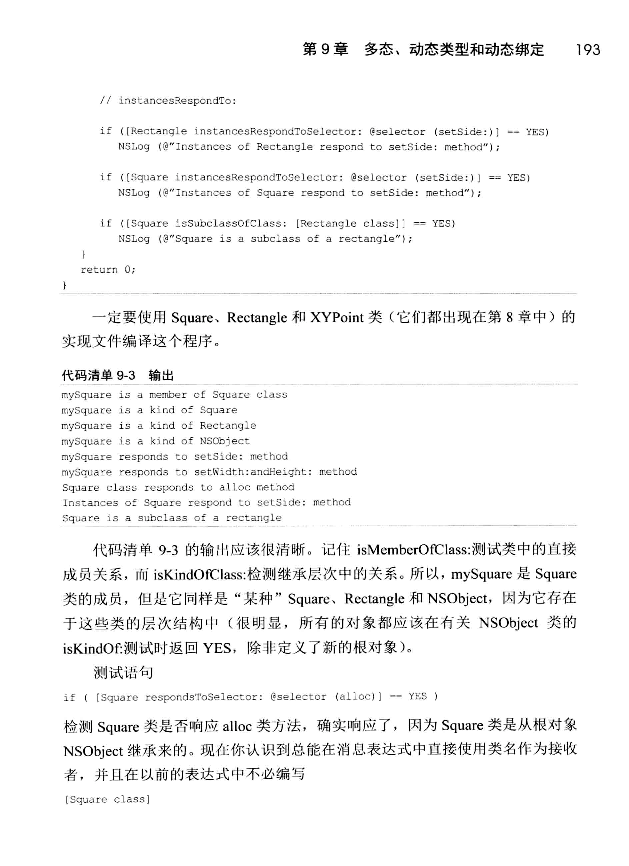 第 9 章 多态、动态类型和动态绑定 193
// instancesRespondTo:
if ([Rectangle instancesRespondToSelector: @selector (setSide:)] == YES)
NSLog (@"Instances of Rectangle respond to setSide: method");
if ([Square instancesRespondToSelector: @selector (setSide:)] == YES)
NSLog (@"Instances of Square respond to setSide: method");
if ([Square isSubclassOfClass: [Rectangle class]] == YES)
NSLog (@"Square is a subclass of a rectangle");
}
return 0;
}
一定要使用 Square、Rectangle 和 XYPoint 类（它们都出现在第 8 章中）的
实现文件编译这个程序。
代码清单 9-3 输出
mySquare is a member of Square class
mySquare is a kind of Square
mySquare is a kind of Rectangle
mySquare is a kind of NSObject
mySquare responds to setSide: method
mySquare responds to setWidth:andHeight: method
Square class responds to alloc method
Instances of Square respond to setSide: method
Square is a subclass of a rectangle
代码清单 9-3 的输出应该很清晰。记住 isMemberOfClass:测试类中的直接
成员关系，而 isKindOfClass:检测继承层次中的关系。所以，mySquare 是 Square
类的成员，但是它同样是“某种”Square、Rectangle 和 NSObject，因为它存在
于这些类的层次结构中（很明显，所有的对象都应该在有关 NSObject 类的
isKindOf:测试时返回 YES，除非定义了新的根对象）。
测试语句
if ( [Square respondsToSelector: @selector (alloc)] == YES )
检测 Square 类是否响应 alloc 类方法，确实响应了，因为 Square 类是从根对象
NSObject 继承来的。现在你认识到总能在消息表达式中直接使用类名作为接收
者，并且在以前的表达式中不必编写
[Square class]